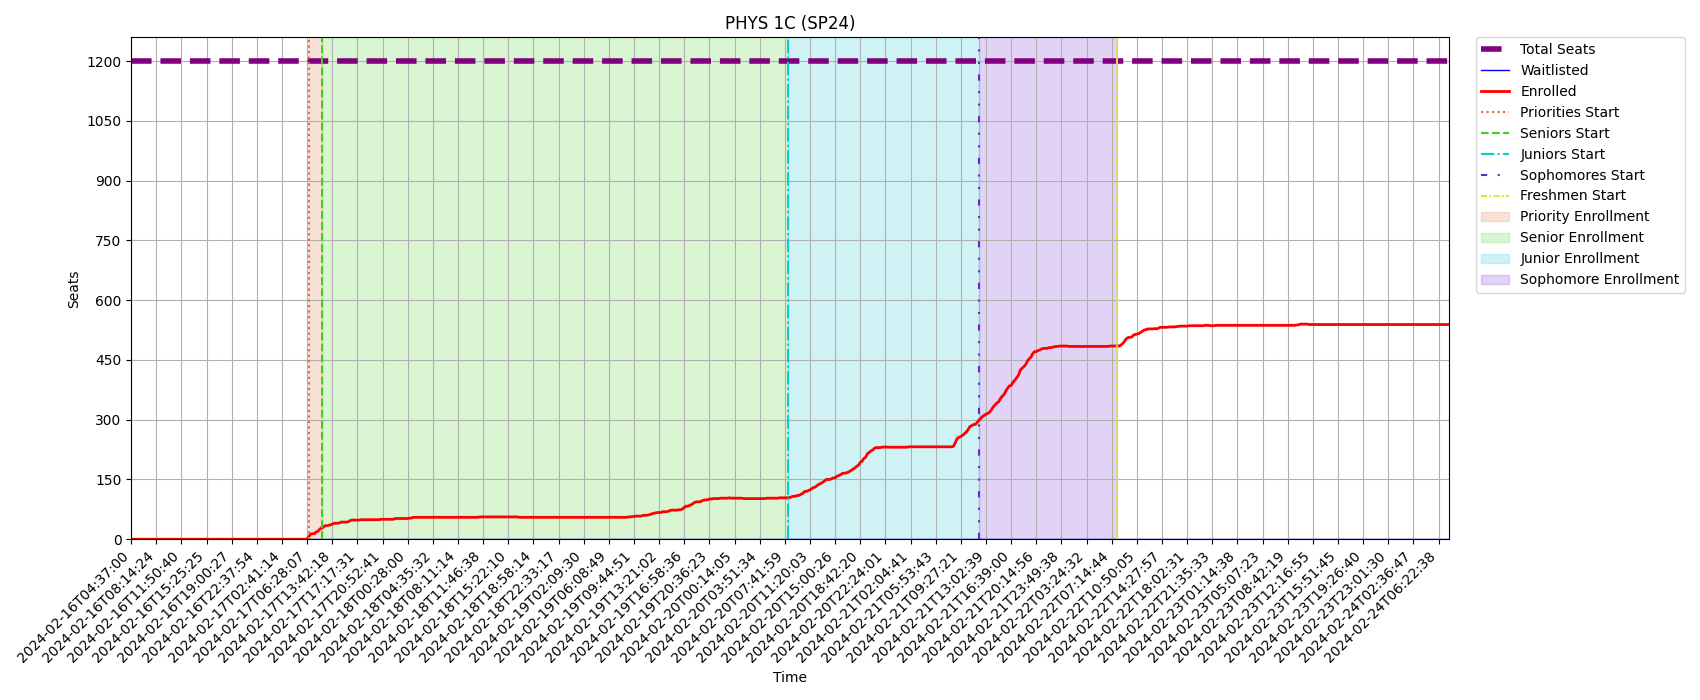 PHYS 1C (SP24)
Seats
1200
1050
900
750
600
450
300
150
0
2024-02-16T04:37:00
2024-02-16T08:14:24
2024-02-16T11:50:40
2024-02-16T15:25:25
2024-02-16T19:00:27
2024-02-16T22:37:54
2024-02-17T02:41:14
2024-02-17T06:28:07
2024-02-17T13:42:18
2024-02-17T17:17:31
2024-02-17T20:52:41
2024-02-18T00:28:00
2024-02-18T04:35:32
2024-02-18T08:11:14
2024-02-18T11:46:38
2024-02-18T15:22:10
2024-02-18T18:58:14
2024-02-18T22:33:17
2024-02-19T02:09:30
2024-02-19T06:08:49
2024-02-19T09:44:51
2024-02-19T13:21:02
2024-02-19T16:58:36
2024-02-19T20:36:23
2024-02-20T00:14:05
2024-02-20T03:51:34
2024-02-20T07:41:59
2024-02-20T11:20:03
2024-02-20T15:00:26
2024-02-20T18:42:20
2024-02-20T22:24:01
2024-02-21T02:04:41
2024-02-21T05:53:43
2024-02-21T09:27:21
2024-02-21T13:02:39
2024-02-21T16:39:00
2024-02-21T20:14:56
2024-02-21T23:49:38
2024-02-22T03:24:32
2024-02-22T07:14:44
2024-02-22T10:50:05
2024-02-22T14:27:57
2024-02-22T18:02:31
2024-02-22T21:35:33
2024-02-23T01:14:38
2024-02-23T05:07:23
2024-02-23T08:42:19
2024-02-23T12:16:55
2024-02-23T15:51:45
2024-02-23T19:26:40
2024-02-23T23:01:30
2024-02-24T02:36:47
2024-02-24T06:22:38
Time
Total Seats
Waitlisted
Enrolled
Priorities Start
Seniors Start
Juniors Start
Sophomores Start
Freshmen Start
Priority Enrollment
Senior Enrollment
Junior Enrollment
Sophomore Enrollment